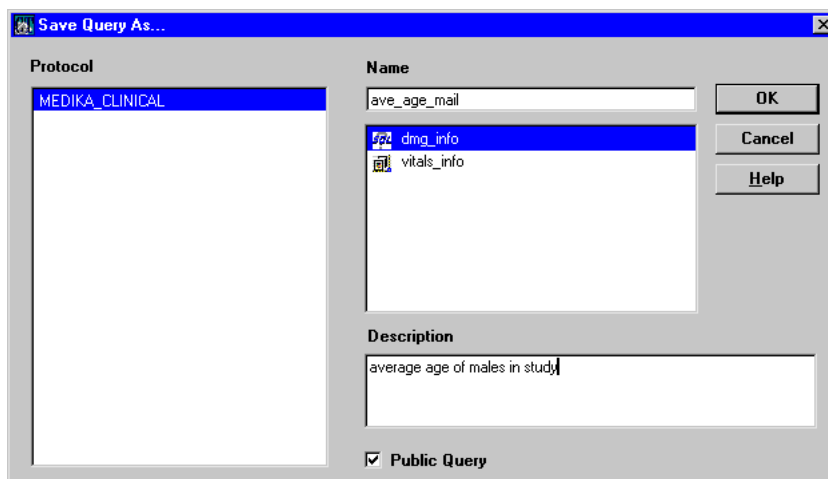 Save Query As...
Protocol
MEDIKA_CLINICAL
Name
ave_age_mail
dmg_info
vitals_info
OK
Cancel
Help
Description
average age of males in study
Public Query